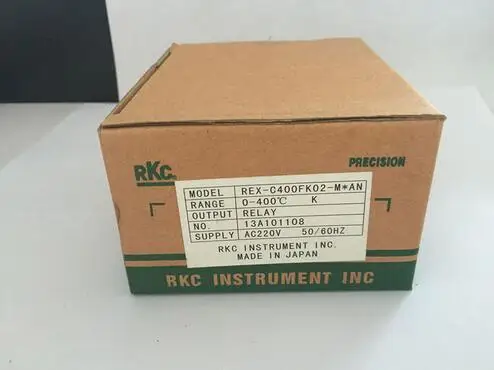 RKC
PRECISION
MODEL REX-C400FK02-M*AN
RANGE 0-400℃ K
OUTPUT RELAY
NO. 13A101108
SUPPLY AC220V 50/60HZ
RKC INSTRUMENT INC.
MADE IN JAPAN
RKC INSTRUMENT INC